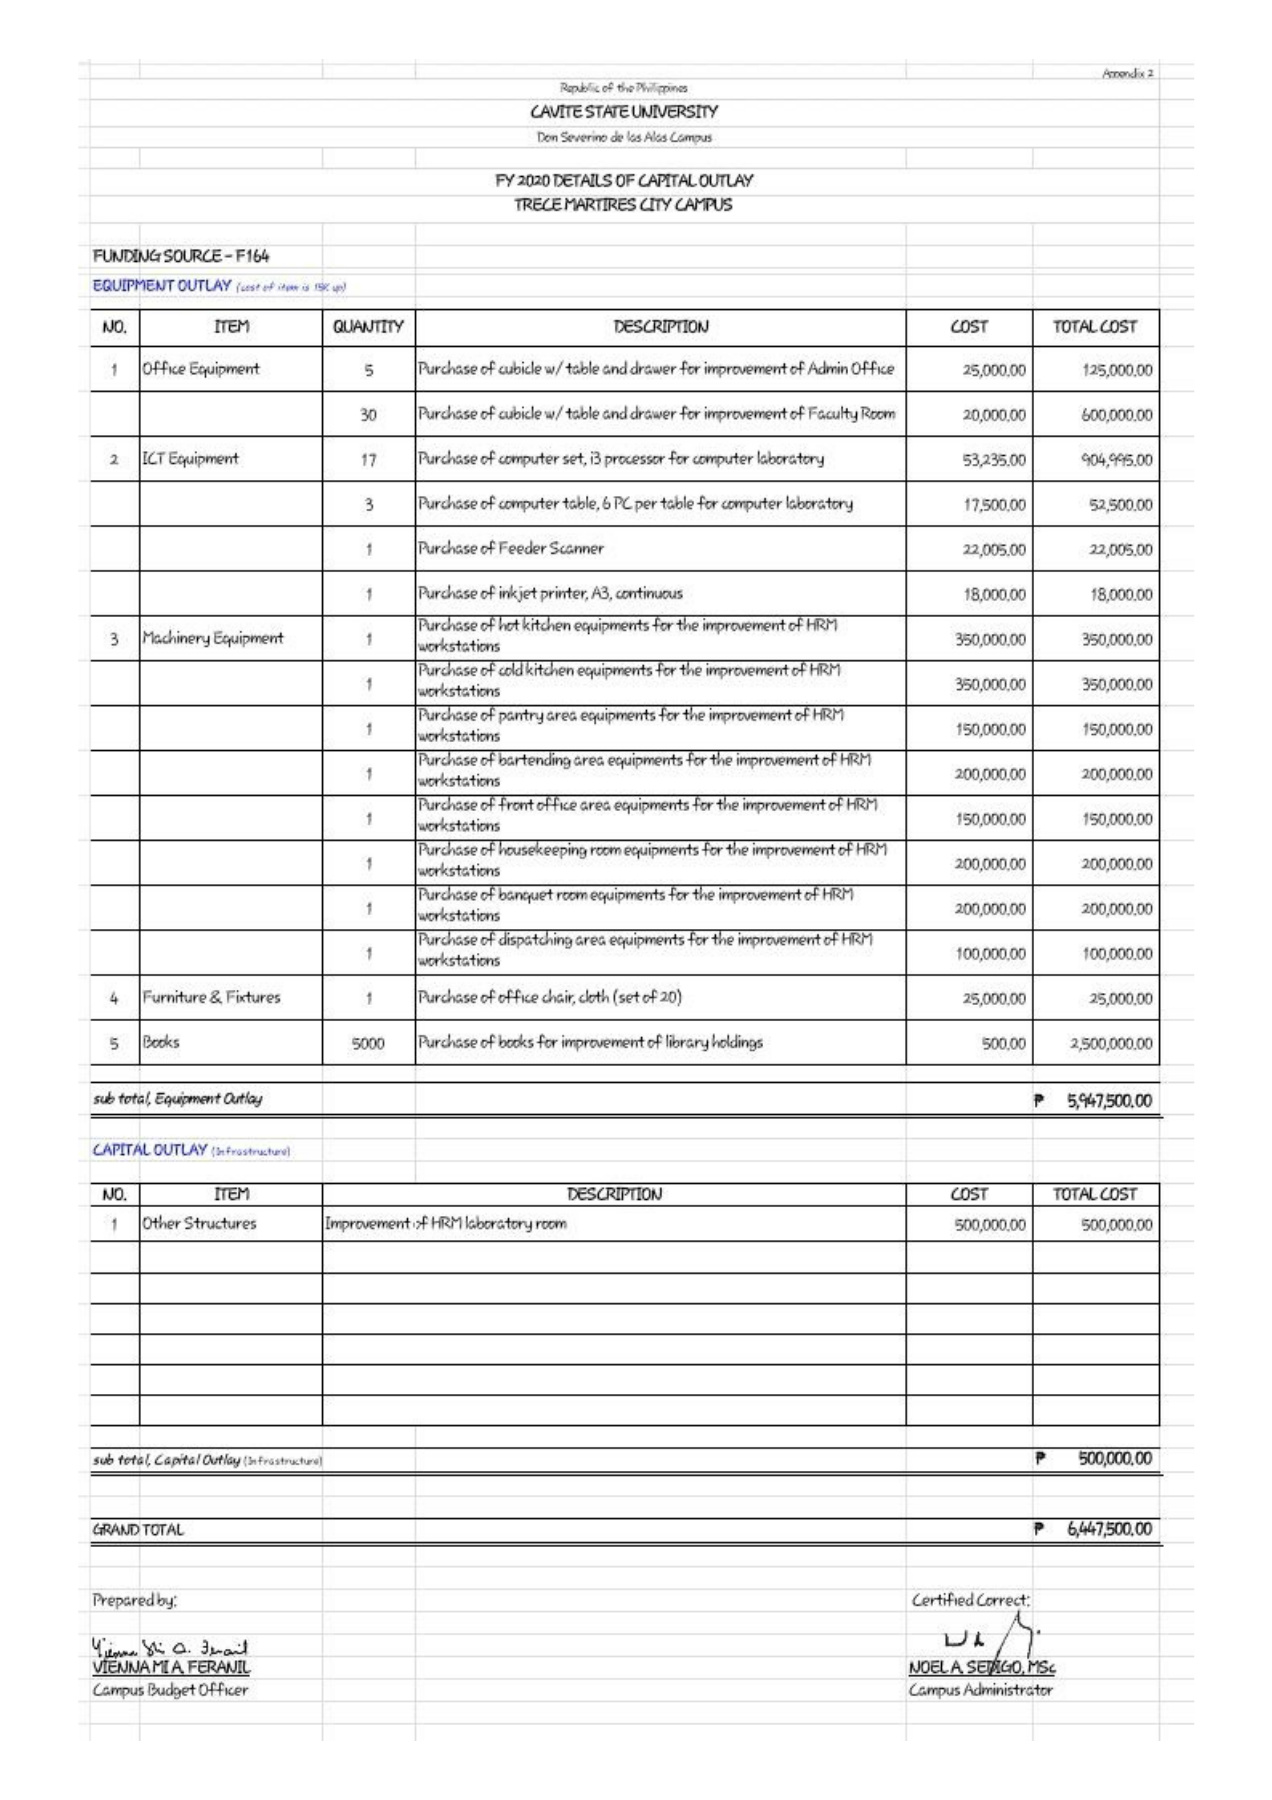 Appendix 2
Republic of the Philippines
CAVITE STATE UNIVERSITY
Don Severino de las Alas Campus
FY 2020 DETAILS OF CAPITAL OUTLAY
TRECE MARTIRES CITY CAMPUS
FUNDING SOURCE - F164
EQUIPMENT OUTLAY (cost of item is 15K up)
NO. ITEM QUANTITY DESCRIPTION COST TOTAL COST
1 Office Equipment 5 Purchase of cubicle w/ table and drawer for improvement of Admin Office 25,000.00 125,000.00
30 Purchase of cubicle w/ table and drawer for improvement of Faculty Room 20,000.00 600,000.00
2 ICT Equipment 17 Purchase of computer set, i3 processor for computer laboratory 53,235.00 904,995.00
3 Purchase of computer table, 6 PC per table for computer laboratory 17,500.00 52,500.00
1 Purchase of Feeder Scanner 22,005.00 22,005.00
1 Purchase of inkjet printer, A3, continuous 18,000.00 18,000.00
3 Machinery Equipment 1 Purchase of hot kitchen equipments for the improvement of HRM
workstations 350,000.00 350,000.00
1 Purchase of cold kitchen equipments for the improvement of HRM
workstations 350,000.00 350,000.00
1 Purchase of pantry area equipments for the improvement of HRM
workstations 150,000.00 150,000.00
1 Purchase of bartending area equipments for the improvement of HRM
workstations 200,000.00 200,000.00
1 Purchase of front office area equipments for the improvement of HRM
workstations 150,000.00 150,000.00
1 Purchase of housekeeping room equipments for the improvement of HRM
workstations 200,000.00 200,000.00
1 Purchase of banquet room equipments for the improvement of HRM
workstations 200,000.00 200,000.00
1 Purchase of dispatching area equipments for the improvement of HRM
workstations 100,000.00 100,000.00
4 Furniture & Fixtures 1 Purchase of office chair, cloth (set of 20) 25,000.00 25,000.00
5 Books 5000 Purchase of books for improvement of library holdings 500.00 2,500,000.00
sub total, Equipment Outlay ₱ 5,947,500.00
CAPITAL OUTLAY (Infrastructure)
NO. ITEM DESCRIPTION COST TOTAL COST
1 Other Structures Improvement of HRM laboratory room 500,000.00 500,000.00
sub total, Capital Outlay (Infrastructure) ₱ 500,000.00
GRAND TOTAL ₱ 6,447,500.00
Prepared by: Certified Correct:
VIENNA MI A. FERANIL NOEL A. SEDIGO, MSc
Campus Budget Officer Campus Administrator